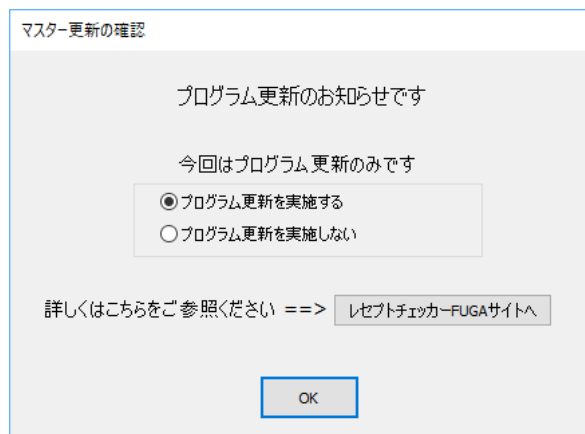 マスター更新の確認
プログラム更新のお知らせです
今回はプログラム更新のみです
プログラム更新を実施する
プログラム更新を実施しない
詳しくはこちらをご参照ください ==> レセプトチェッカーFUGAサイトへ
OK